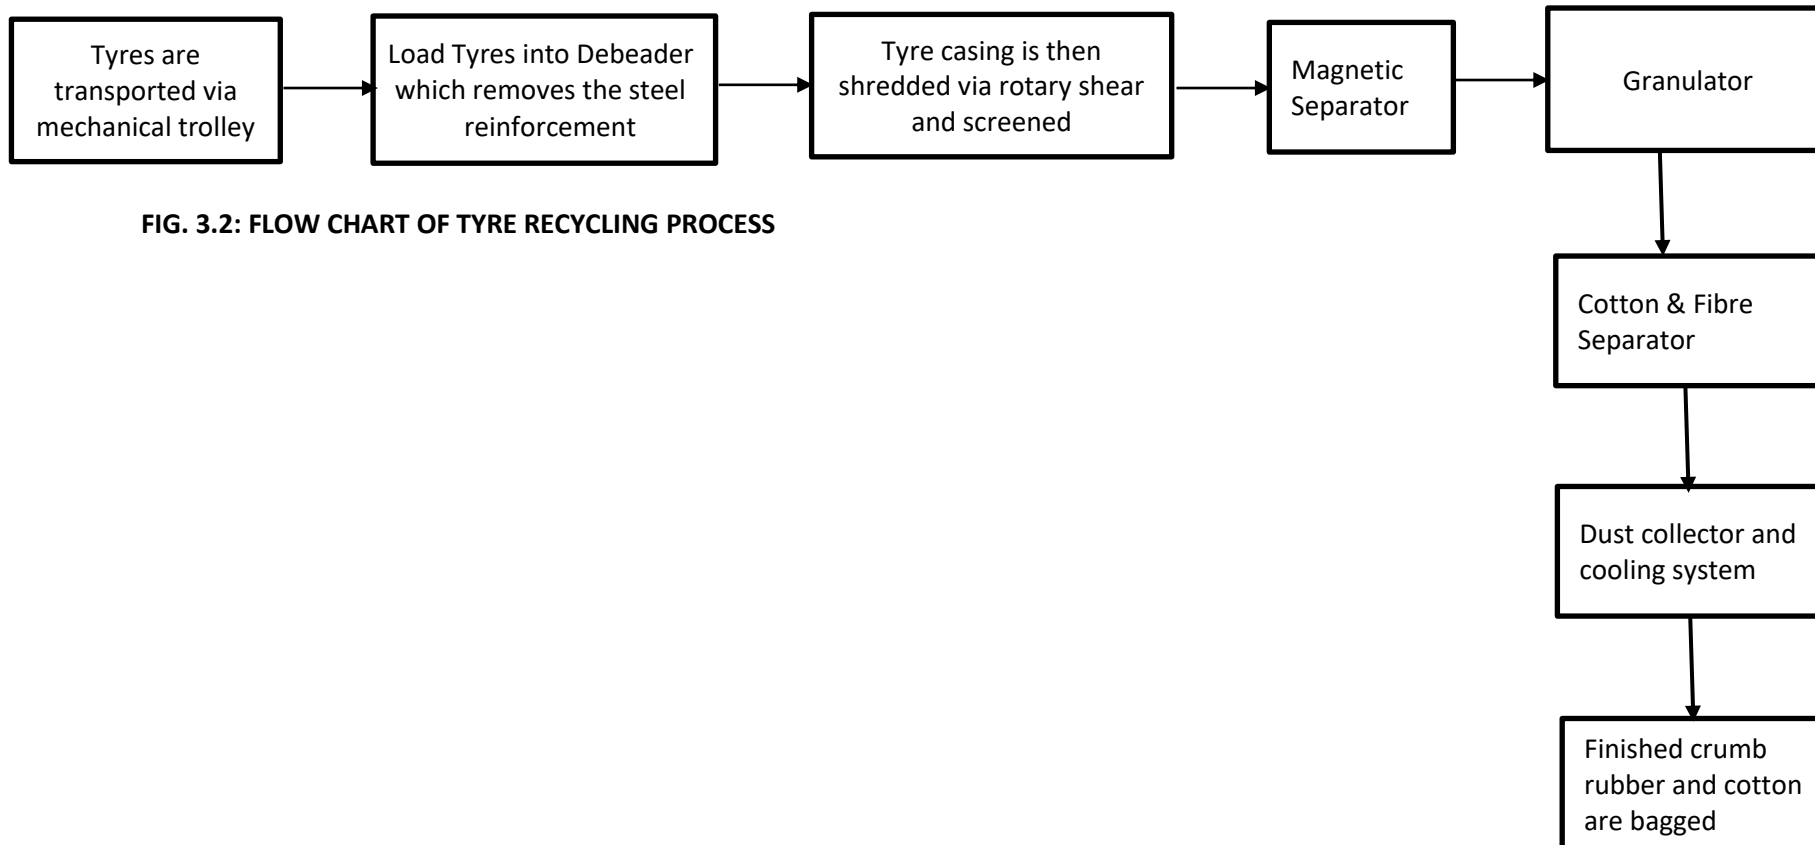 Tyres are
transported via
mechanical trolley
Load Tyres into Debeader
which removes the steel
reinforcement
Tyre casing is then
shredded via rotary shear
and screened
Magnetic
Separator
Granulator
FIG. 3.2: FLOW CHART OF TYRE RECYCLING PROCESS
Cotton & Fibre
Separator
Dust collector and
cooling system
Finished crumb
rubber and cotton
are bagged